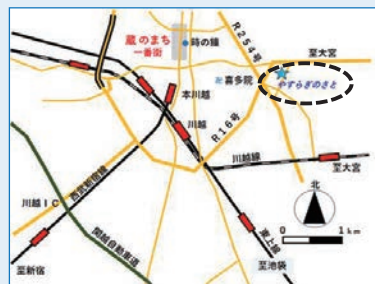 蔵のまち
一番街
時の鐘
R254号
至大宮
喜多院
やすらぎのさと
本川越
川越
R16号
川越線
至大宮
西武新宿線
川越IC
関越自動車道
北
0 1km
東上線
至新宿
至池袋